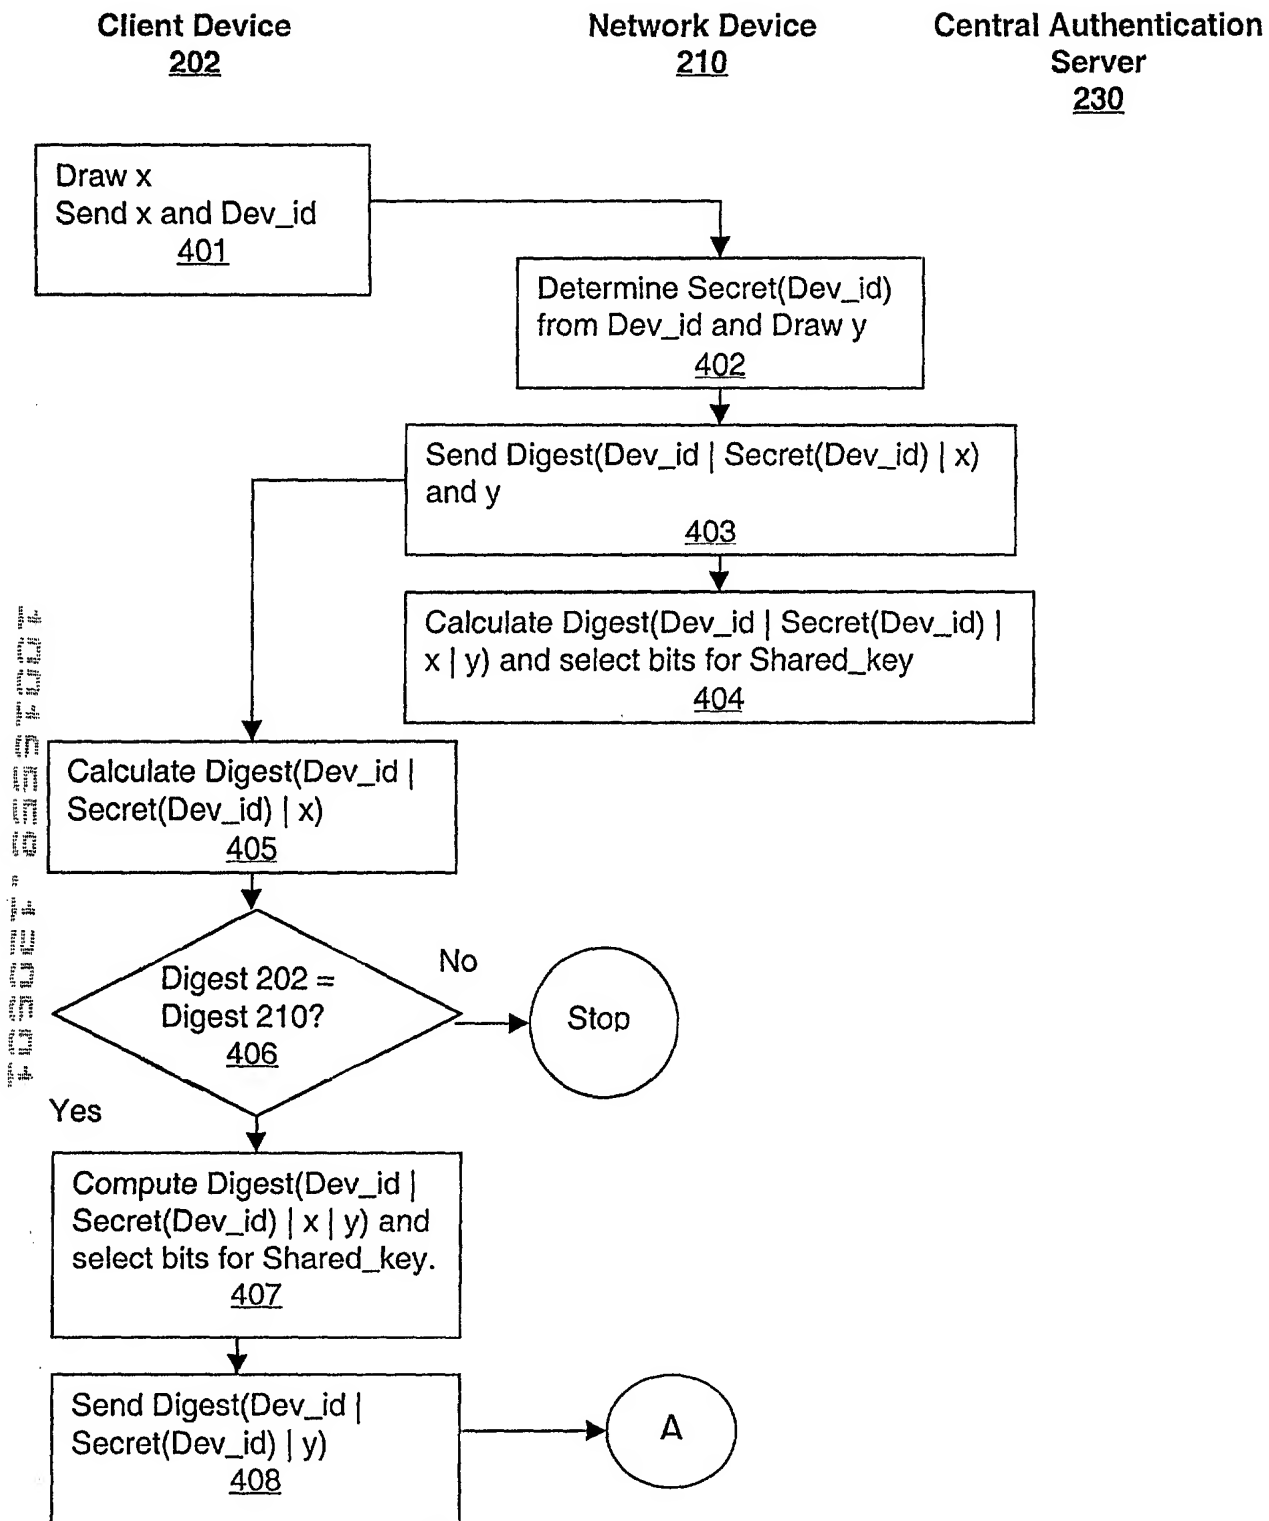 Client Device
202
Network Device
210
Central Authentication
Server
230
Draw x
Send x and Dev_id
401
Determine Secret(Dev_id)
from Dev_id and Draw y
402
Send Digest(Dev_id | Secret(Dev_id) | x)
and y
403
Calculate Digest(Dev_id | Secret(Dev_id) |
x | y) and select bits for Shared_key
404
Calculate Digest(Dev_id |
Secret(Dev_id) | x)
405
Digest 202 =
Digest 210?
406
No
Stop
Yes
Compute Digest(Dev_id |
Secret(Dev_id) | x | y) and
select bits for Shared_key.
407
Send Digest(Dev_id |
Secret(Dev_id) | y)
408
A